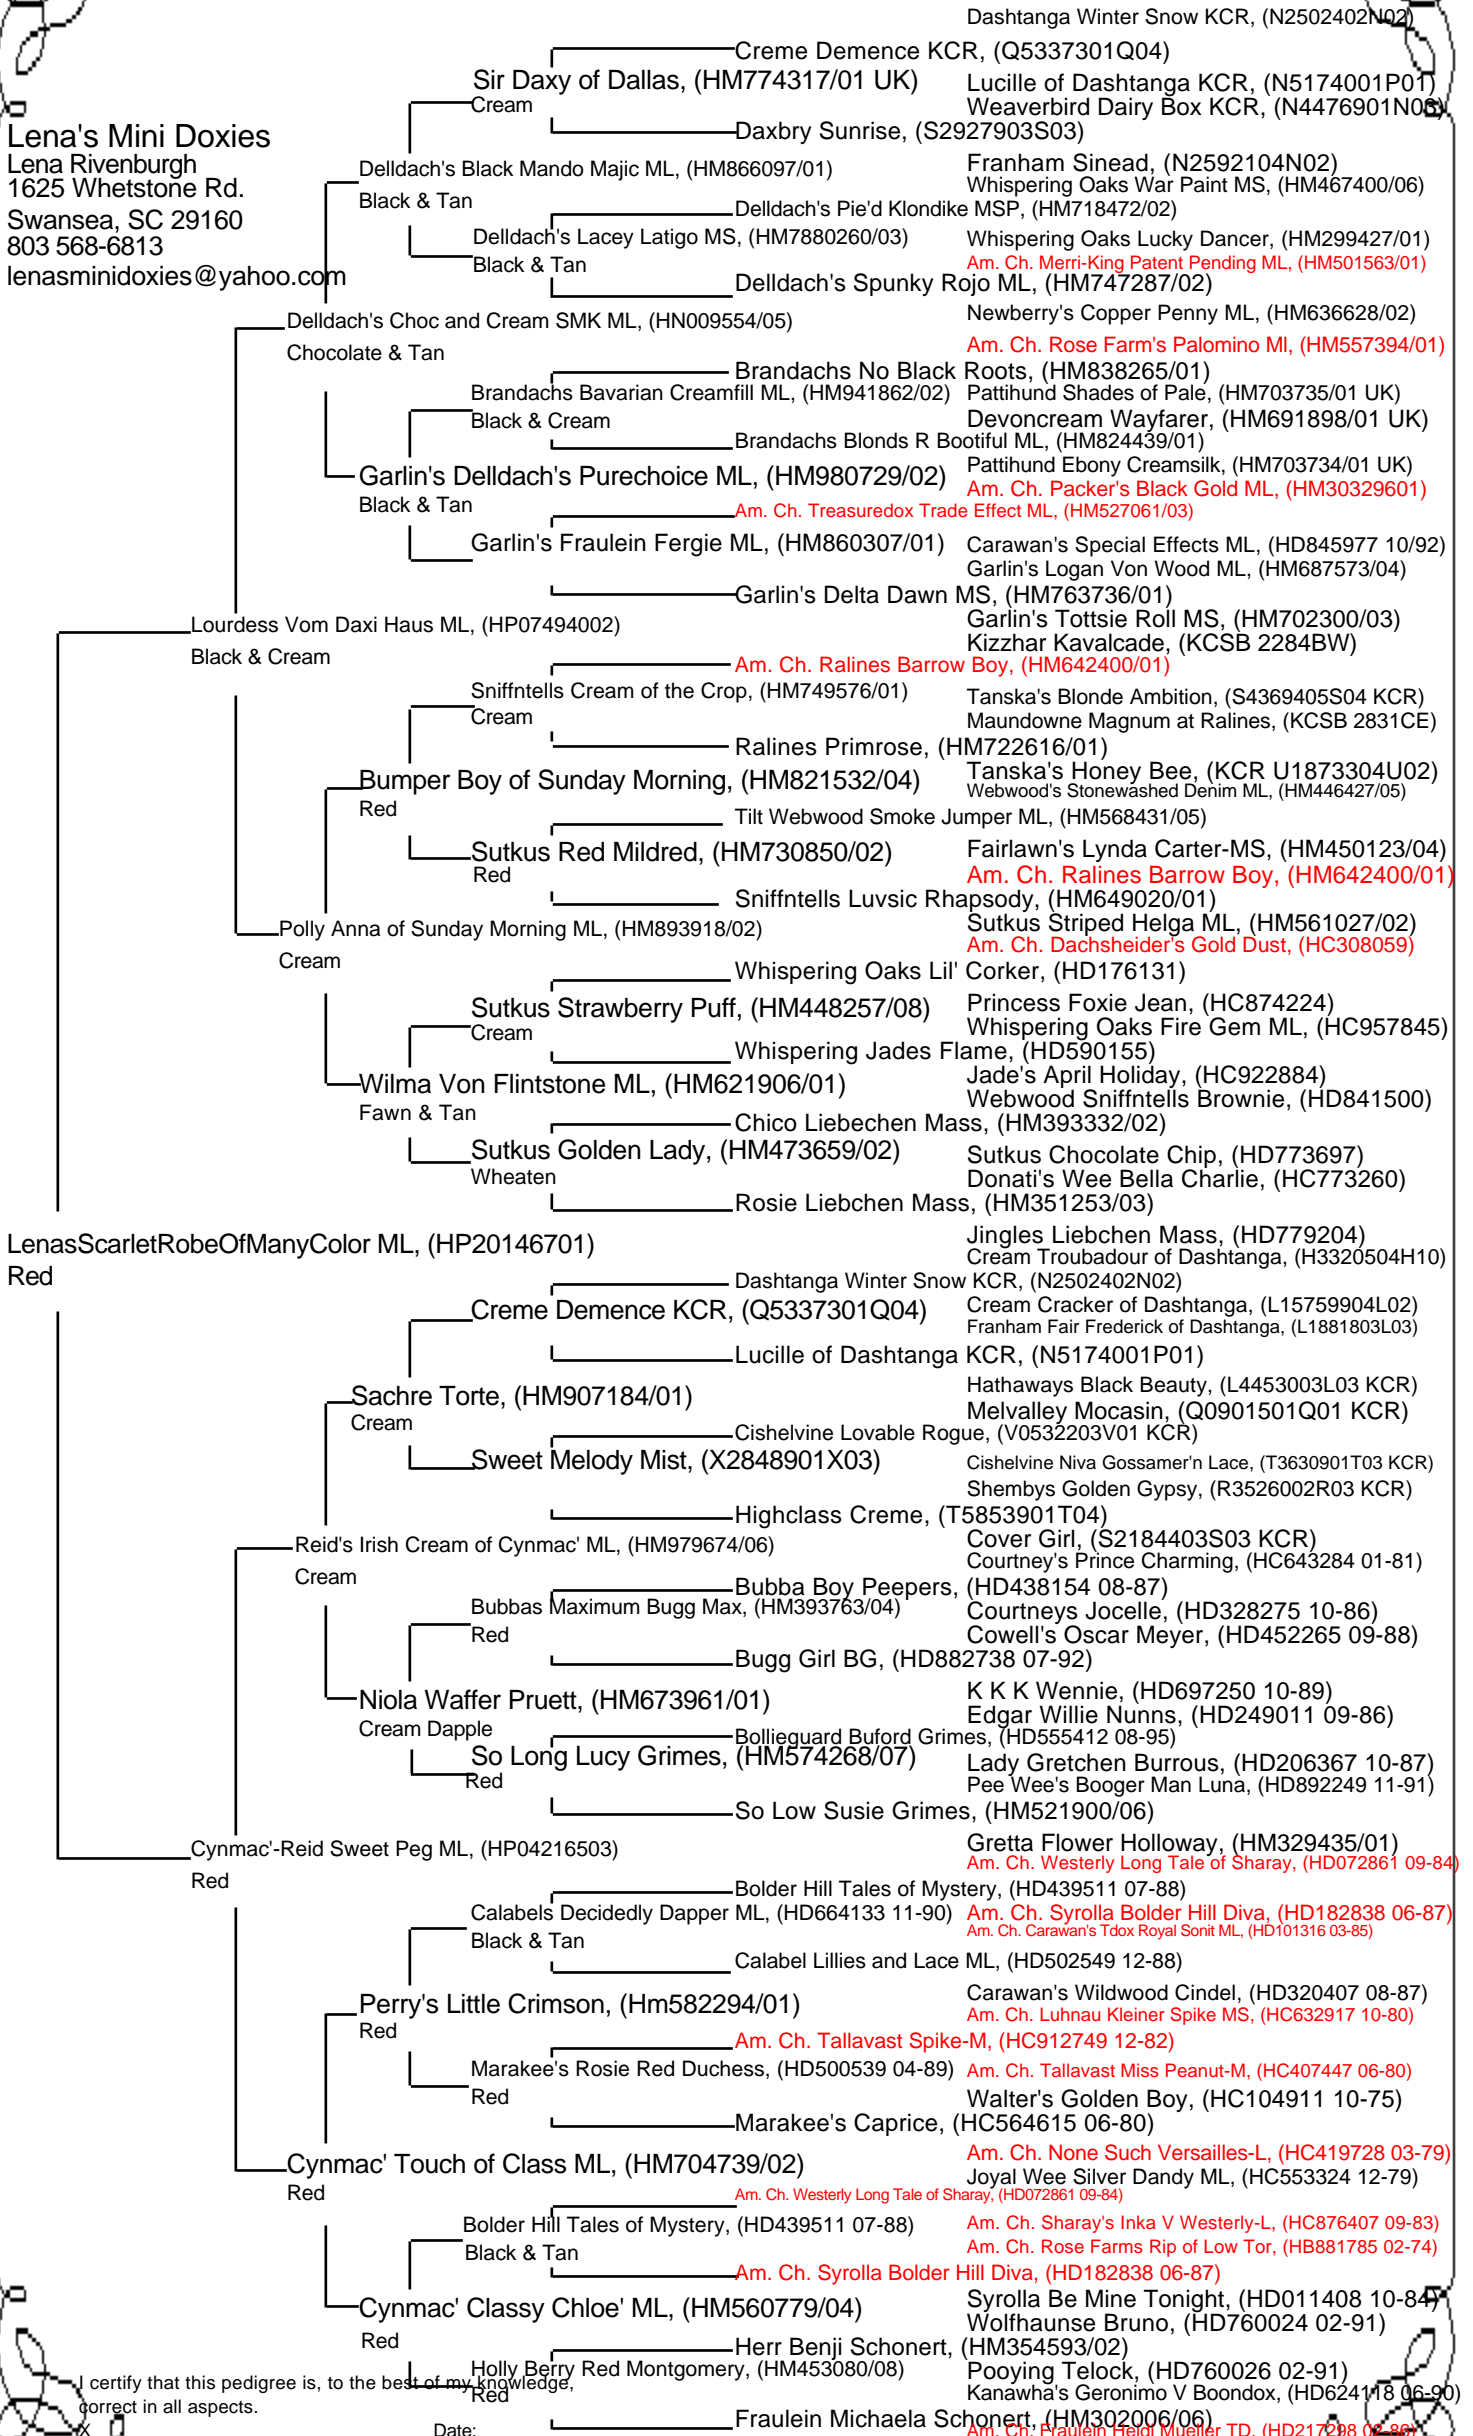 Dashtanga Winter Snow KCR, (N2502402N02)
Creme Demence KCR, (Q5337301Q04)
Sir Daxy of Dallas, (HM774317/01 UK)
Lucille of Dashtanga KCR, (N5174001P01)
Cream
Weaverbird Dairy Box KCR, (N4476901N03)
Lena's Mini Doxies
Daxbry Sunrise, (S2927903S03)
Lena Rivenburgh
Delldach's Black Mando Majic ML, (HM866097/01)
Franham Sinead, (N2592104N02)
1625 Whetstone Rd.
Whispering Oaks War Paint MS, (HM467400/06)
Black & Tan
Delldach's Pie'd Klondike MSP, (HM718472/02)
Swansea, SC 29160
Delldach's Lacey Latigo MS, (HM7880260/03)
Whispering Oaks Lucky Dancer, (HM299427/01)
803 568-6813
Black & Tan
Am. Ch. Merri-King Patent Pending ML, (HM501563/01)
lenasminidoxies@yahoo.com
Delldach's Spunky Rojo ML, (HM747287/02)
Newberry's Copper Penny ML, (HM636628/02)
Delldach's Choc and Cream SMK ML, (HN009554/05)
Chocolate & Tan
Am. Ch. Rose Farm's Palomino Ml, (HM557394/01)
Brandachs No Black Roots, (HM838265/01)
Brandachs Bavarian Creamfill ML, (HM941862/02)
Pattihund Shades of Pale, (HM703735/01 UK)
Black & Cream
Devoncream Wayfarer, (HM691898/01 UK)
Brandachs Blonds R Bootiful ML, (HM824439/01)
Pattihund Ebony Creamsilk, (HM703734/01 UK)
Garlin's Delldach's Purechoice ML, (HM980729/02)
Am. Ch. Packer's Black Gold ML, (HM30329601)
Black & Tan
Am. Ch. Treasuredox Trade Effect ML, (HM527061/03)
Garlin's Fraulein Fergie ML, (HM860307/01)
Carawan's Special Effects ML, (HD845977 10/92)
Garlin's Logan Von Wood ML, (HM687573/04)
Garlin's Delta Dawn MS, (HM763736/01)
Garlin's Tottsie Roll MS, (HM702300/03)
Lourdess Vom Daxi Haus ML, (HP07494002)
Kizzhar Kavalcade, (KCSB 2284BW)
Black & Cream
Am. Ch. Ralines Barrow Boy, (HM642400/01)
Sniffntells Cream of the Crop, (HM749576/01)
Tanska's Blonde Ambition, (S4369405S04 KCR)
Cream
Maundowne Magnum at Ralines, (KCSB 2831CE)
Ralines Primrose, (HM722616/01)
Bumper Boy of Sunday Morning, (HM821532/04)
Tanska's Honey Bee, (KCR U1873304U02)
Webwood's Stonewashed Denim ML, (HM446427/05)
Red
Tilt Webwood Smoke Jumper ML, (HM568431/05)
Sutkus Red Mildred, (HM730850/02)
Fairlawn's Lynda Carter-MS, (HM450123/04)
Red
Am. Ch. Ralines Barrow Boy, (HM642400/01)
Sniffntells Luvsic Rhapsody, (HM649020/01)
Sutkus Striped Helga ML, (HM561027/02)
Polly Anna of Sunday Morning ML, (HM893918/02)
Am. Ch. Dachsheider's Gold Dust, (HC308059)
Cream
Whispering Oaks Lil' Corker, (HD176131)
Sutkus Strawberry Puff, (HM448257/08)
Princess Foxie Jean, (HC874224)
Cream
Whispering Oaks Fire Gem ML, (HC957845)
Whispering Jades Flame, (HD590155)
Wilma Von Flintstone ML, (HM621906/01)
Jade's April Holiday, (HC922884)
Fawn & Tan
Webwood Sniffntells Brownie, (HD841500)
Chico Liebechen Mass, (HM393332/02)
Sutkus Golden Lady, (HM473659/02)
Sutkus Chocolate Chip, (HD773697)
Wheaten
Donati's Wee Bella Charlie, (HC773260)
Rosie Liebchen Mass, (HM351253/03)
Jingles Liebchen Mass, (HD779204)
LenasScarletRobeOfManyColor ML, (HP20146701)
Cream Troubadour of Dashtanga, (H3320504H10)
Red
Dashtanga Winter Snow KCR, (N2502402N02)
Creme Demence KCR, (Q5337301Q04)
Cream Cracker of Dashtanga, (L15759904L02)
Franham Fair Frederick of Dashtanga, (L1881803L03)
Lucille of Dashtanga KCR, (N5174001P01)
Sachre Torte, (HM907184/01)
Hathaways Black Beauty, (L4453003L03 KCR)
Cream
Melvalley Mocasin, (Q0901501Q01 KCR)
Cishelvine Lovable Rogue, (V0532203V01 KCR)
Sweet Melody Mist, (X2848901X03)
Cishelvine Niva Gossamer'n Lace, (T3630901T03 KCR)
Shembys Golden Gypsy, (R3526002R03 KCR)
Highclass Creme, (T5853901T04)
Reid's Irish Cream of Cynmac' ML, (HM979674/06)
Cover Girl, (S2184403S03 KCR)
Cream
Courtney's Prince Charming, (HC643284 01-81)
Bubba Boy Peepers, (HD438154 08-87)
Bubbas Maximum Bugg Max, (HM393763/04)
Courtneys Jocelle, (HD328275 10-86)
Red
Cowell's Oscar Meyer, (HD452265 09-88)
Bugg Girl BG, (HD882738 07-92)
Niola Waffer Pruett, (HM673961/01)
K K K Wennie, (HD697250 10-89)
Cream Dapple
Edgar Willie Nunns, (HD249011 09-86)
Bollieguard Buford Grimes, (HD555412 08-95)
So Long Lucy Grimes, (HM574268/07)
Lady Gretchen Burrous, (HD206367 10-87)
Red
Pee Wee's Booger Man Luna, (HD892249 11-91)
So Low Susie Grimes, (HM521900/06)
Cynmac'-Reid Sweet Peg ML, (HP04216503)
Gretta Flower Holloway, (HM329435/01)
Am. Ch. Westerly Long Tale of Sharay, (HD072861 09-84)
Red
Bolder Hill Tales of Mystery, (HD439511 07-88)
Calabels Decidedly Dapper ML, (HD664133 11-90)
Am. Ch. Syrolla Bolder Hill Diva, (HD182838 06-87)
Black & Tan
Am. Ch. Carawan's Tdox Royal Sonit ML, (HD101316 03-85)
Calabel Lillies and Lace ML, (HD502549 12-88)
Perry's Little Crimson, (Hm582294/01)
Carawan's Wildwood Cindel, (HD320407 08-87)
Red
Am. Ch. Luhnau Kleiner Spike MS, (HC632917 10-80)
Am. Ch. Tallavast Spike-M, (HC912749 12-82)
Marakee's Rosie Red Duchess, (HD500539 04-89)
Am. Ch. Tallavast Miss Peanut-M, (HC407447 06-80)
Red
Walter's Golden Boy, (HC104911 10-75)
Marakee's Caprice, (HC564615 06-80)
Cynmac' Touch of Class ML, (HM704739/02)
Am. Ch. None Such Versailles-L, (HC419728 03-79)
Red
Joyal Wee Silver Dandy ML, (HC553324 12-79)
Am. Ch. Westerly Long Tale of Sharay, (HD072861 09-84)
Bolder Hill Tales of Mystery, (HD439511 07-88)
Am. Ch. Sharay's Inka V Westerly-L, (HC876407 09-83)
Black & Tan
Am. Ch. Rose Farms Rip of Low Tor, (HB881785 02-74)
Am. Ch. Syrolla Bolder Hill Diva, (HD182838 06-87)
Cynmac' Classy Chloe' ML, (HM560779/04)
Syrolla Be Mine Tonight, (HD011408 10-84)
Red
Wolfhaunse Bruno, (HD760024 02-91)
Herr Benji Schonert, (HM354593/02)
Holly Berry Red Montgomery, (HM453080/08)
Pooying Telock, (HD760026 02-91)
I certify that this pedigree is, to the best of my knowledge,
Red
Kanawha's Geronimo V Boondox, (HD624118 06-90)
correct in all aspects.
Fraulein Michaela Schonert, (HM302006/06)
X
Date:
Am. Ch. Fraulein Heidi Mueller TD, (HD217298 02-86)